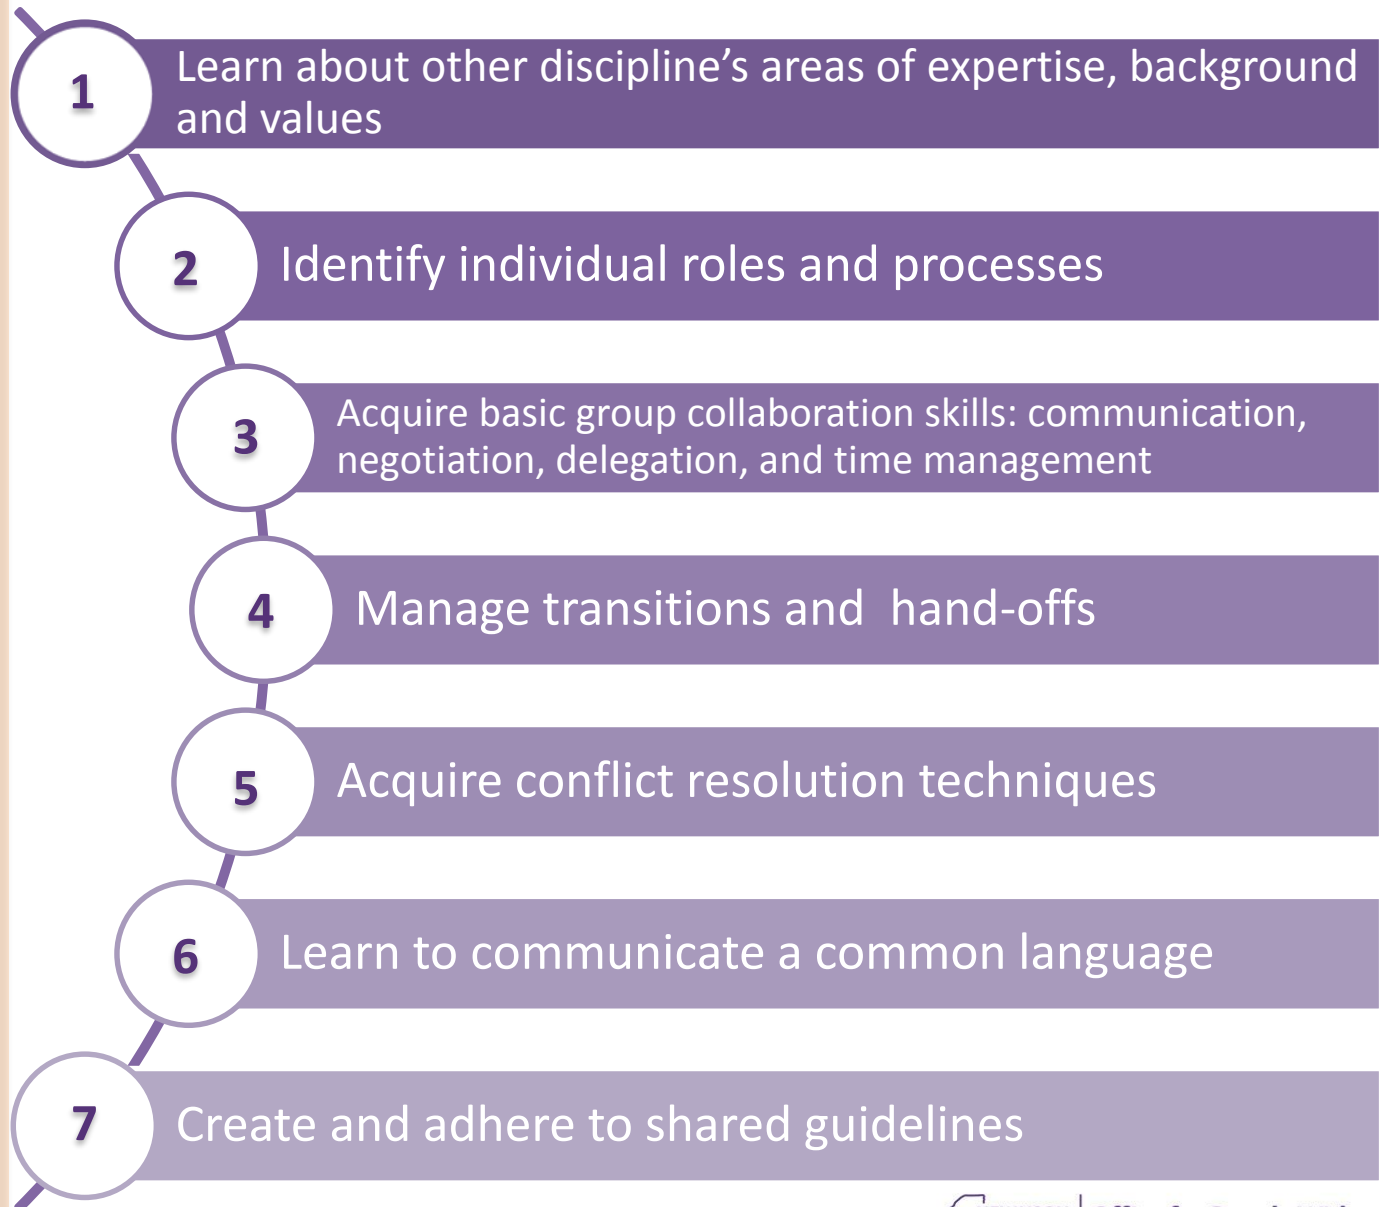 1
Learn about other discipline’s areas of expertise, background
and values
2
Identify individual roles and processes
3
Acquire basic group collaboration skills: communication,
negotiation, delegation, and time management
4
Manage transitions and  hand-offs
5
Acquire conflict resolution techniques
6
Learn to communicate a common language
7
Create and adhere to shared guidelines